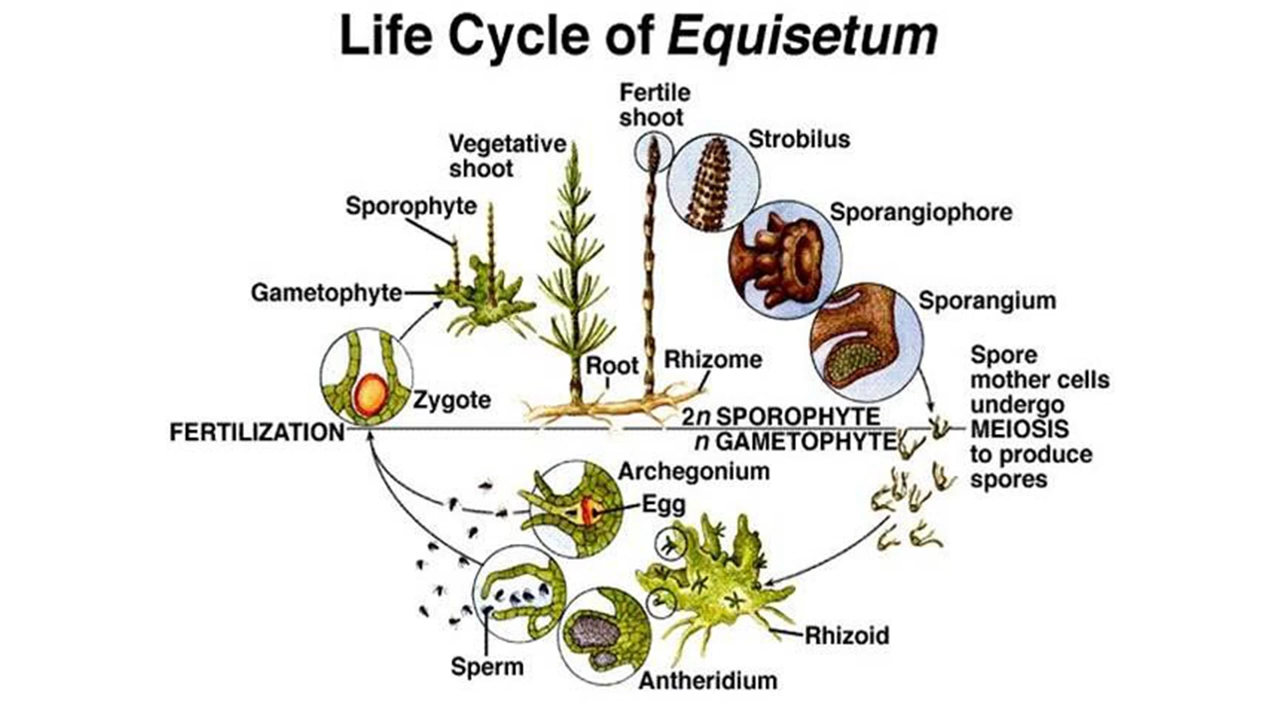 Life Cycle of Equisetum
Fertile
shoot
Strobilus
Vegetative
shoot
Sporophyte
Sporangiophore
Gametophyte
Sporangium
Root
Rhizome
Spore
mother cells
undergo
MEIOSIS
to produce
spores
Zygote
2n SPOROPHYTE
FERTILIZATION
n GAMETOPHYTE
Archegonium
Egg
Rhizoid
Sperm
Antheridium